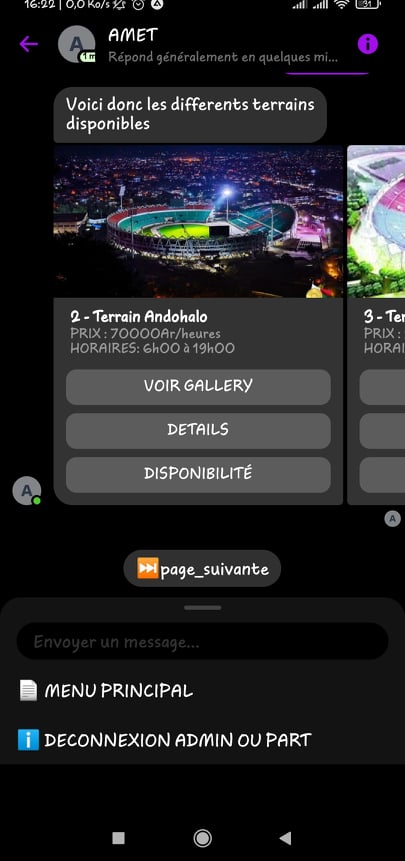 16:22 | 0,0 Ko/s
31
A
AMET
Répond généralement en quelques mi...
1 m
Voici donc les differents terrains
disponibles
2 - Terrain Andohalo
PRIX : 70000Ar/heures
HORAIRES: 6h00 à 19h00
VOIR GALLERY
DETAILS
DISPONIBILITÉ
3 - Ter
PRIX :
HORAI
A
A
page_suivante
Envoyer un message...
MENU PRINCIPAL
DECONNEXION ADMIN OU PART